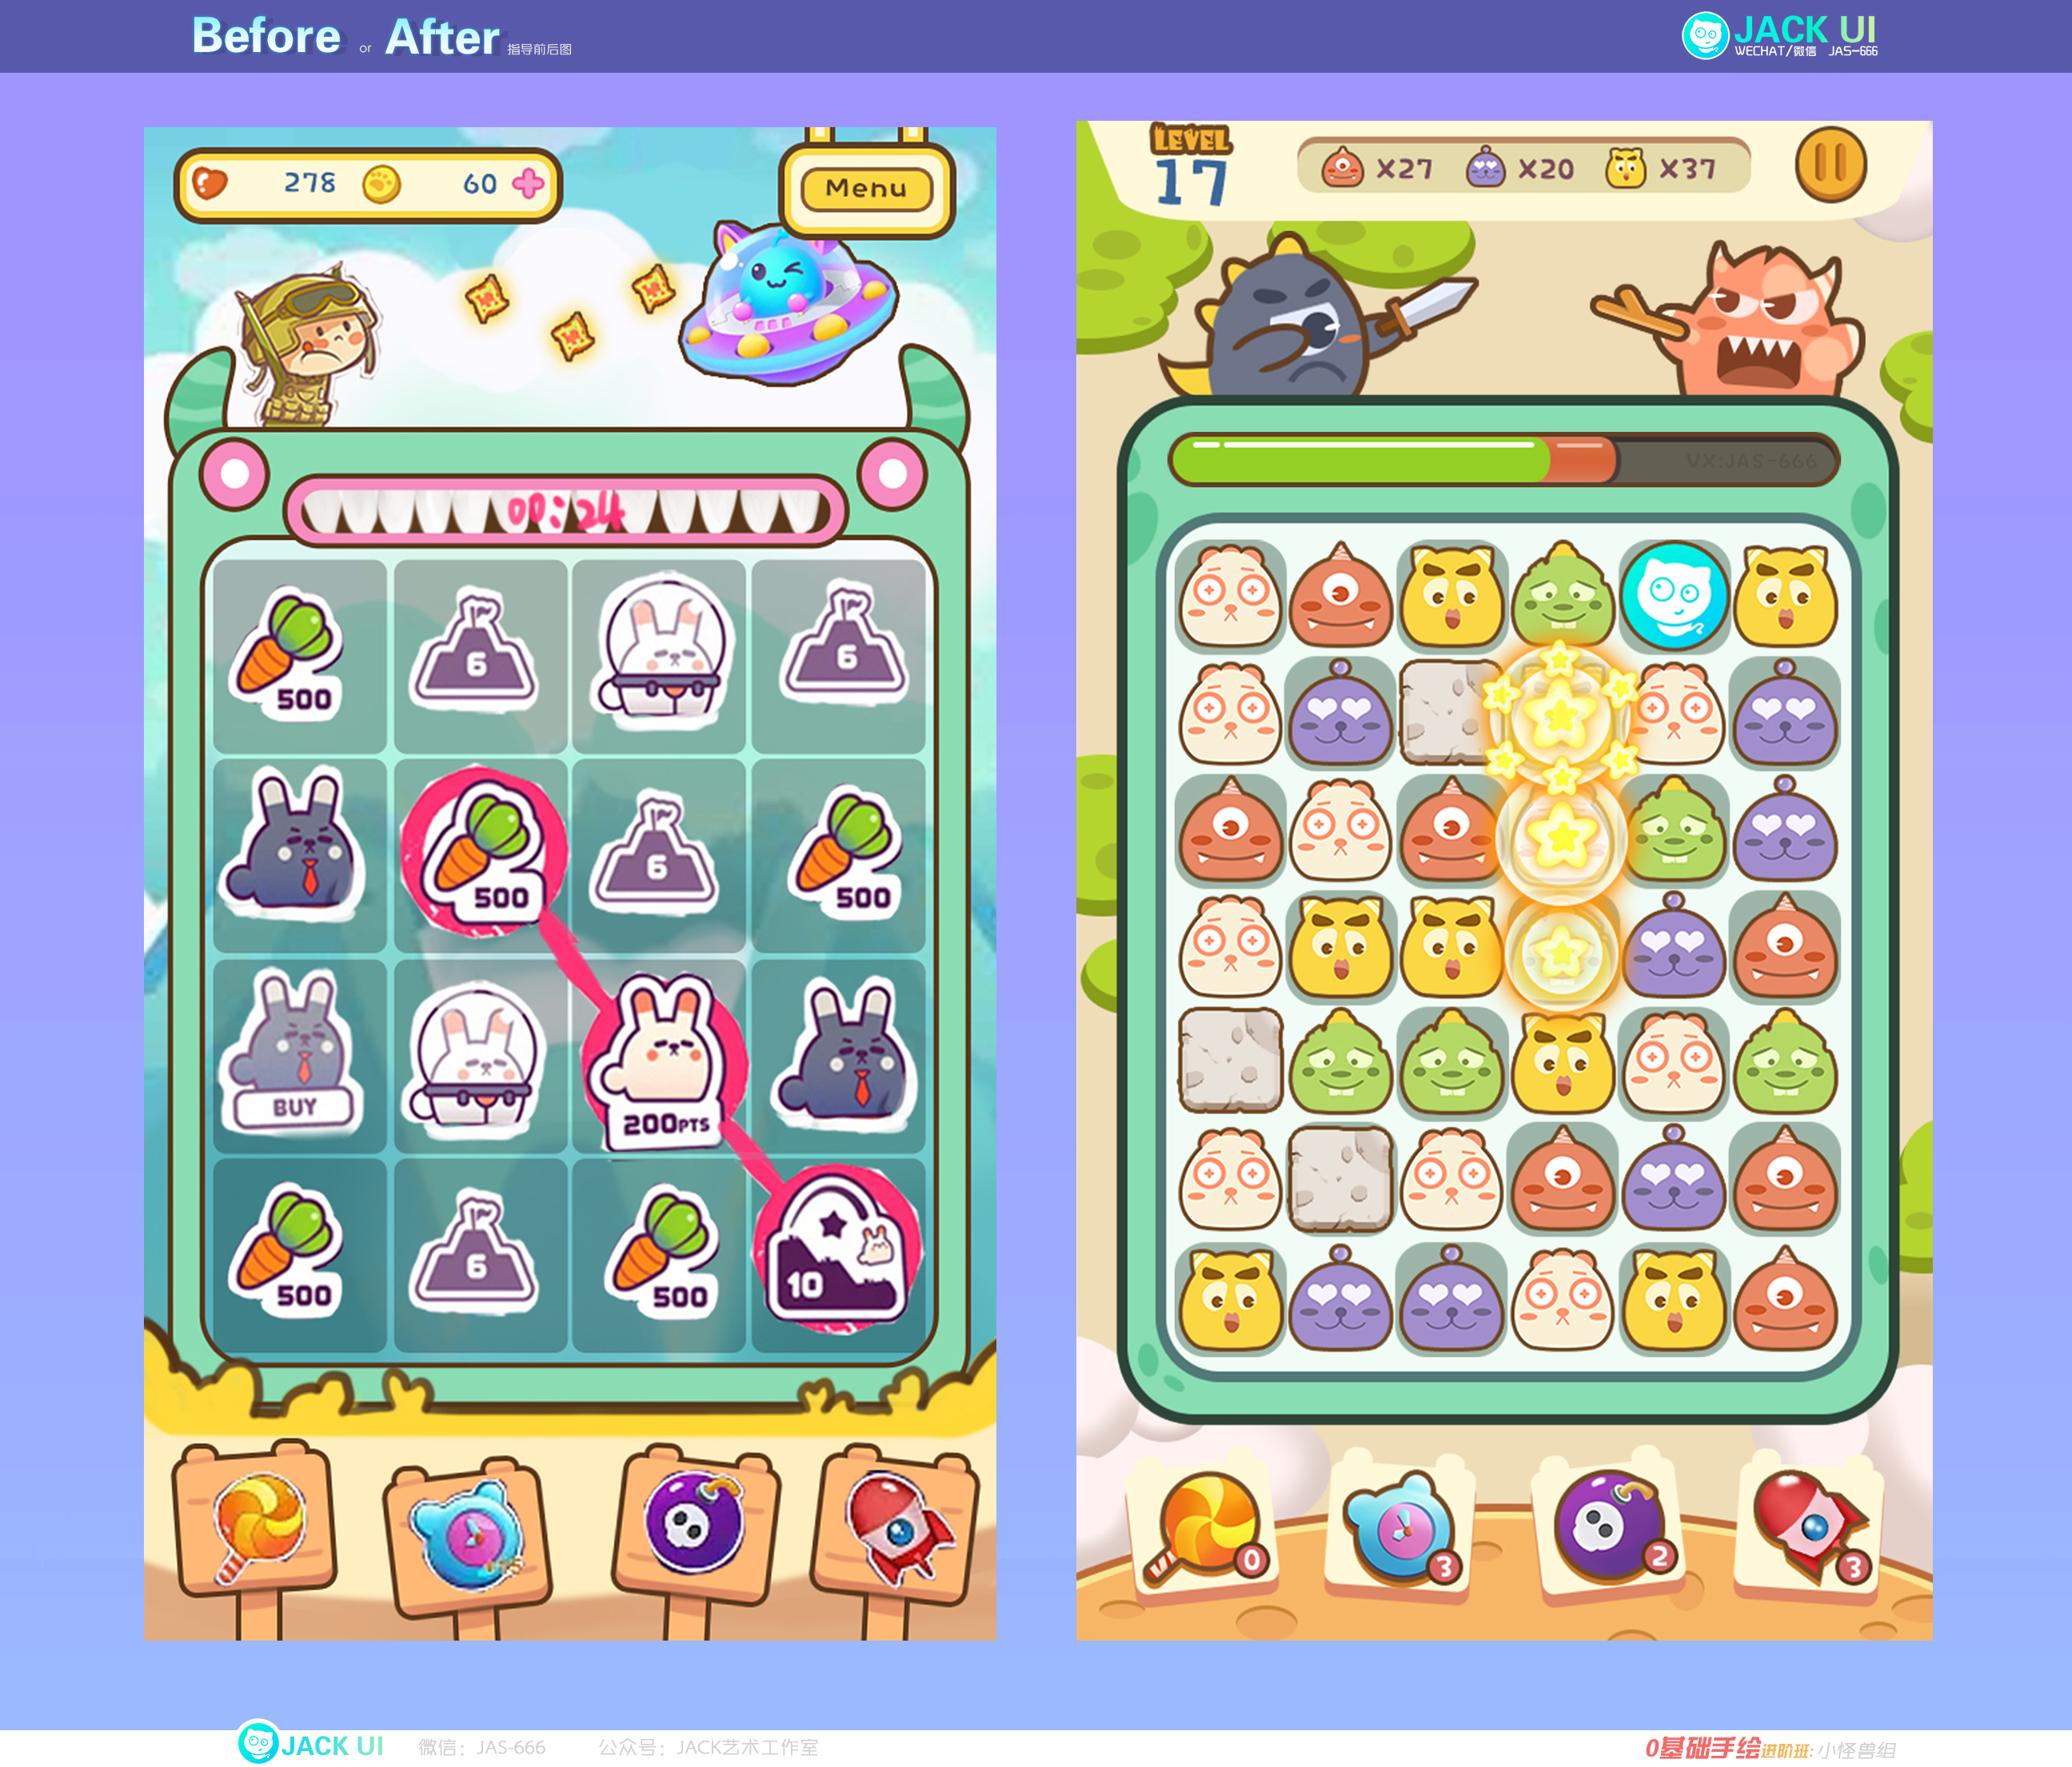 Before or After 指导前后图
JACK UI
WECHAT/微信 JAS-666
278 60
Menu
00:24
500 6 6
500 6 500
BUY 200PTS
500 6 500 10
LEVEL
17
X27 X20 X37
VX:JAS-666
0 3 2 3
JACK UI 微信：JAS-666 公众号：JACK艺术工作室
0基础手绘进阶班: 小怪兽组